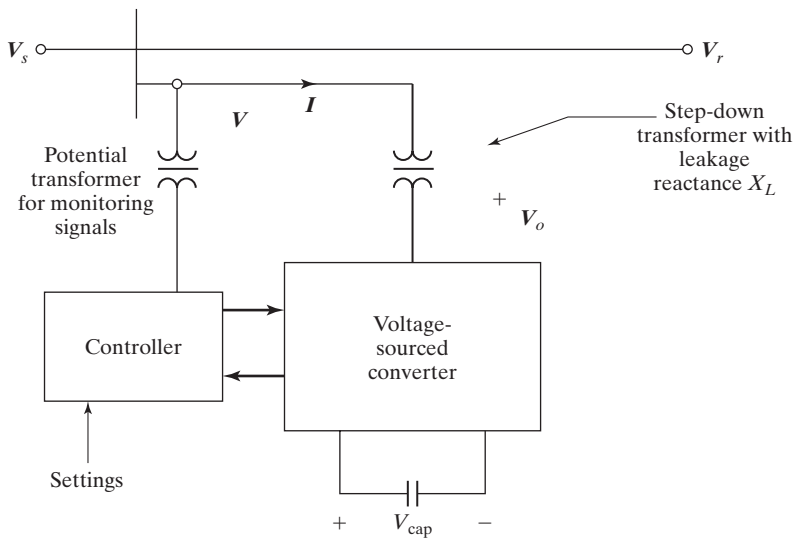 V_s
V_r
V
I
Step-down
transformer with
leakage
reactance X_L
Potential
transformer
for monitoring
signals
+
V_o
Controller
Voltage-
sourced
converter
Settings
+
V_cap
−